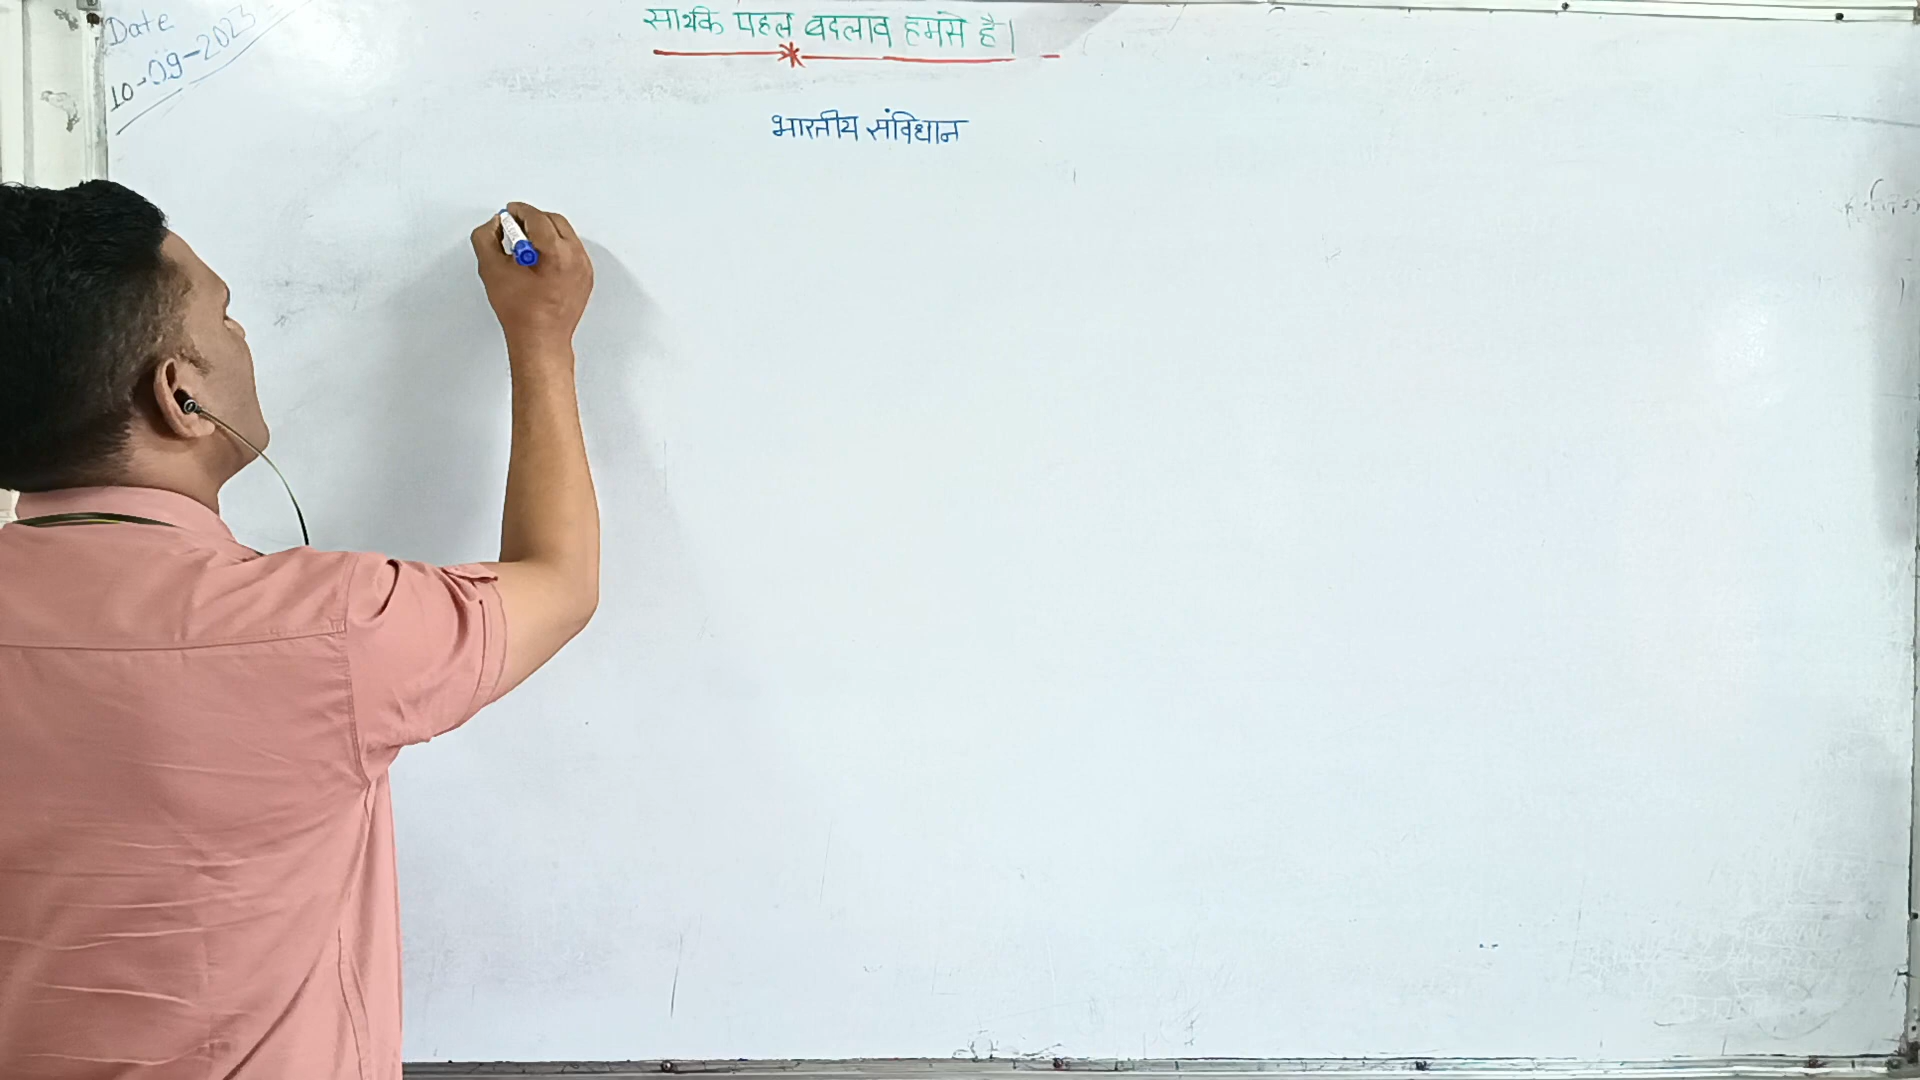 Date
10-09-2023
सार्थक पहल बदलाव हमसे है।
भारतीय संविधान